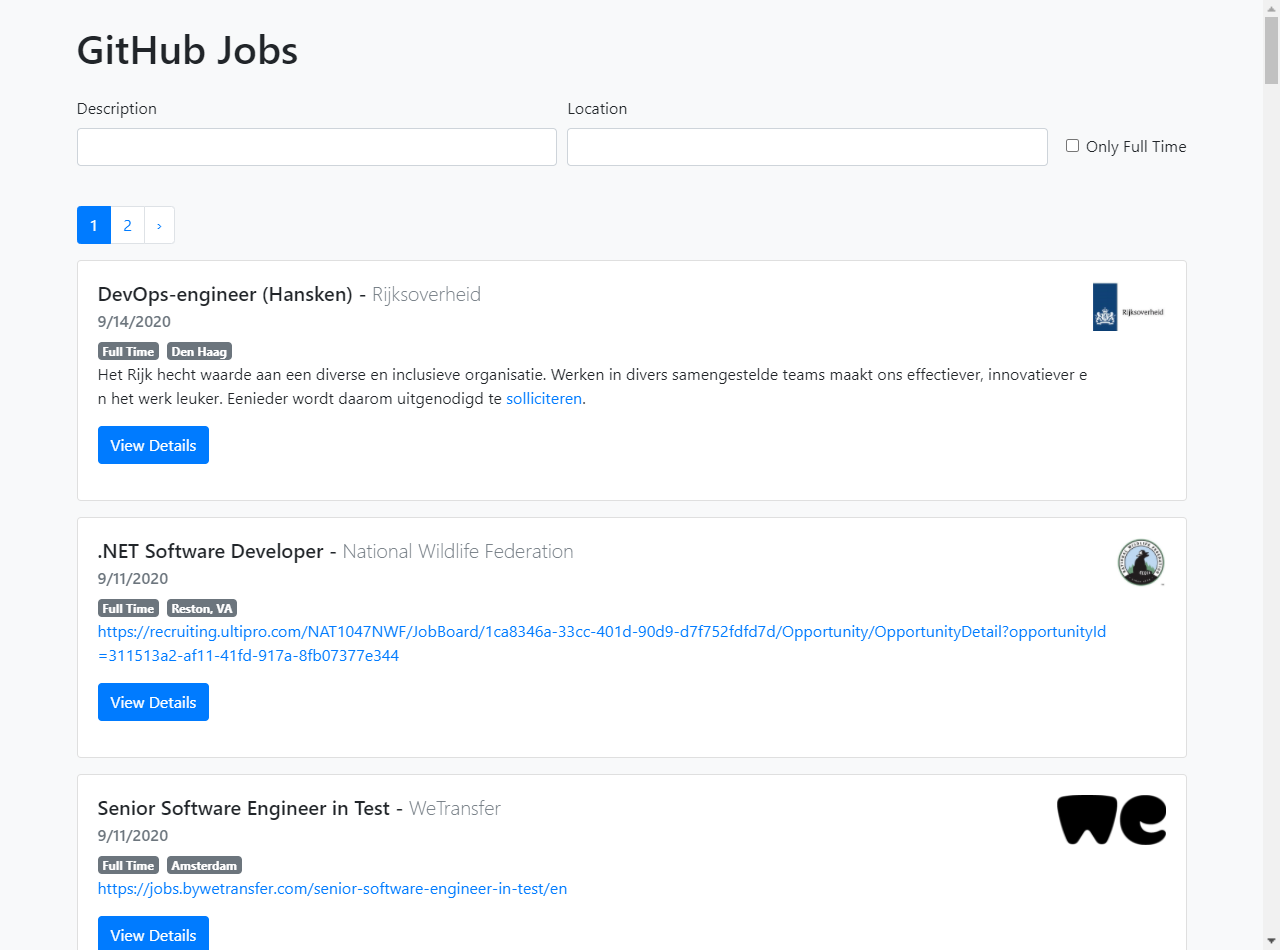 GitHub Jobs
Description
Location
Only Full Time
1 2 ›
DevOps-engineer (Hansken) - Rijksoverheid
Rijksoverheid
9/14/2020
Full Time Den Haag
Het Rijk hecht waarde aan een diverse en inclusieve organisatie. Werken in divers samengestelde teams maakt ons effectiever, innovatiever e
n het werk leuker. Eenieder wordt daarom uitgenodigd te solliciteren.
View Details
.NET Software Developer - National Wildlife Federation
9/11/2020
Full Time Reston, VA
https://recruiting.ultipro.com/NAT1047NWF/JobBoard/1ca8346a-33cc-401d-90d9-d7f752fdfd7d/Opportunity/OpportunityDetail?opportunityId
=311513a2-af11-41fd-917a-8fb07377e344
View Details
Senior Software Engineer in Test - WeTransfer
we
9/11/2020
Full Time Amsterdam
https://jobs.bywetransfer.com/senior-software-engineer-in-test/en
View Details